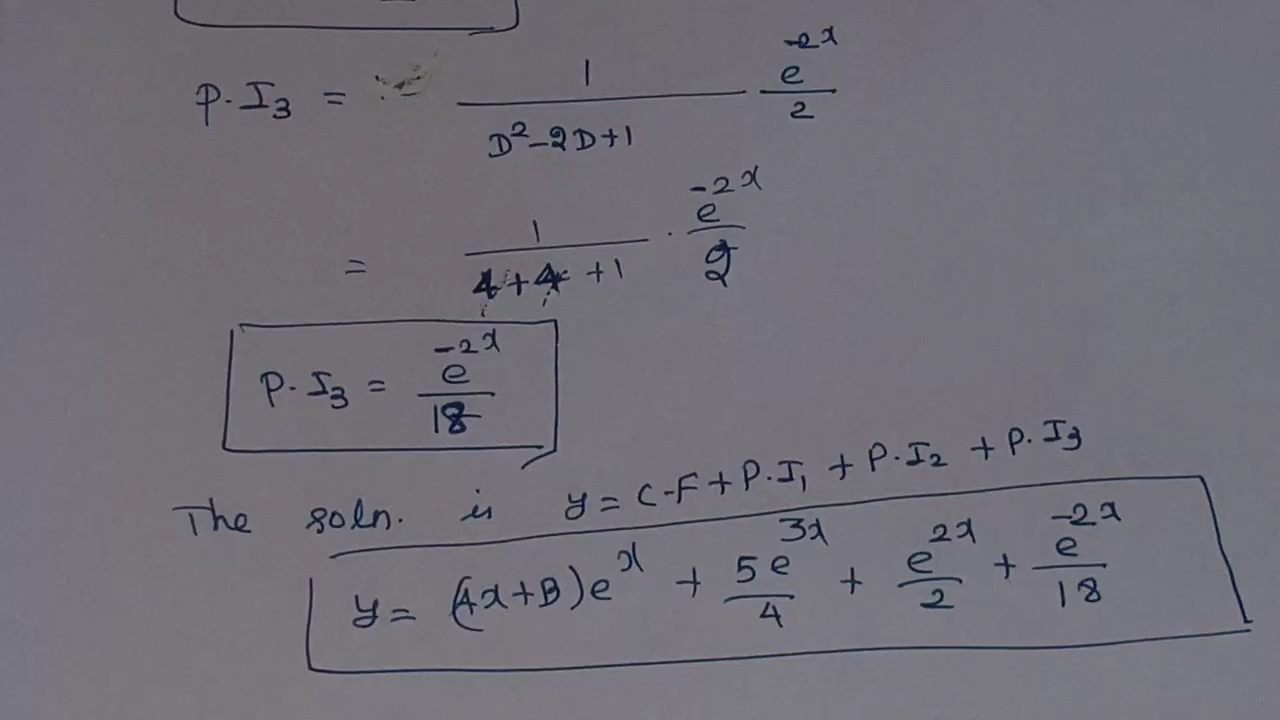 P.I₃ = 1/(D²-2D+1) e^(-2x)/2
= 1/(4+4+1) · e^(-2x)/2
P.I₃ = e^(-2x)/18
The soln. is y = C.F + P.I₁ + P.I₂ + P.I₃
y = (Ax+B)e^x + 5e^(3x)/4 + e^(2x)/2 + e^(-2x)/18